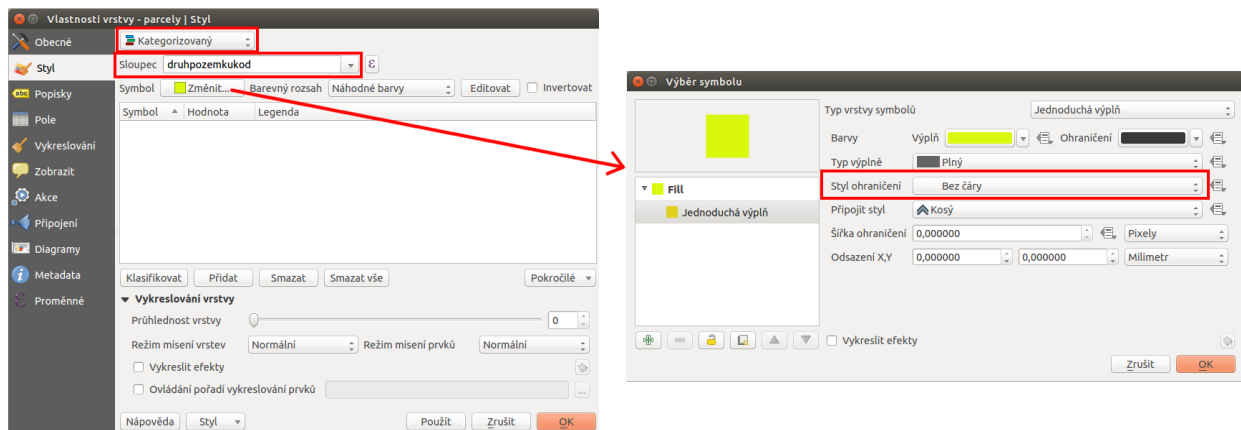 Vlastnosti vrstvy - parcely | Styl
Obecné
Styl
Popisky
Pole
Vykreslování
Zobrazit
Akce
Připojení
Diagramy
Metadata
Proměnné
Kategorizovaný
Sloupec druhpozemkukod ε
Symbol Změnit... Barevný rozsah Náhodné barvy Editovat Invertovat
Symbol Hodnota Legenda
Klasifikovat Přidat Smazat Smazat vše Pokročilé
Vykreslování vrstvy
Průhlednost vrstvy 0
Režim mísení vrstev Normální Režim mísení prvků Normální
Vykreslit efekty
Ovládání pořadí vykreslování prvků ...
Nápověda Styl Použít Zrušit OK
Výběr symbolu
Fill
Jednoduchá výplň
Typ vrstvy symbolů Jednoduchá výplň
Barvy Výplň Ohraničení
Typ výplně Plný
Styl ohraničení Bez čáry
Připojit styl Kosý
Šířka ohraničení 0,000000 Pixely
Odsazení X,Y 0,000000 0,000000 Milimetr
Vykreslit efekty
Zrušit OK